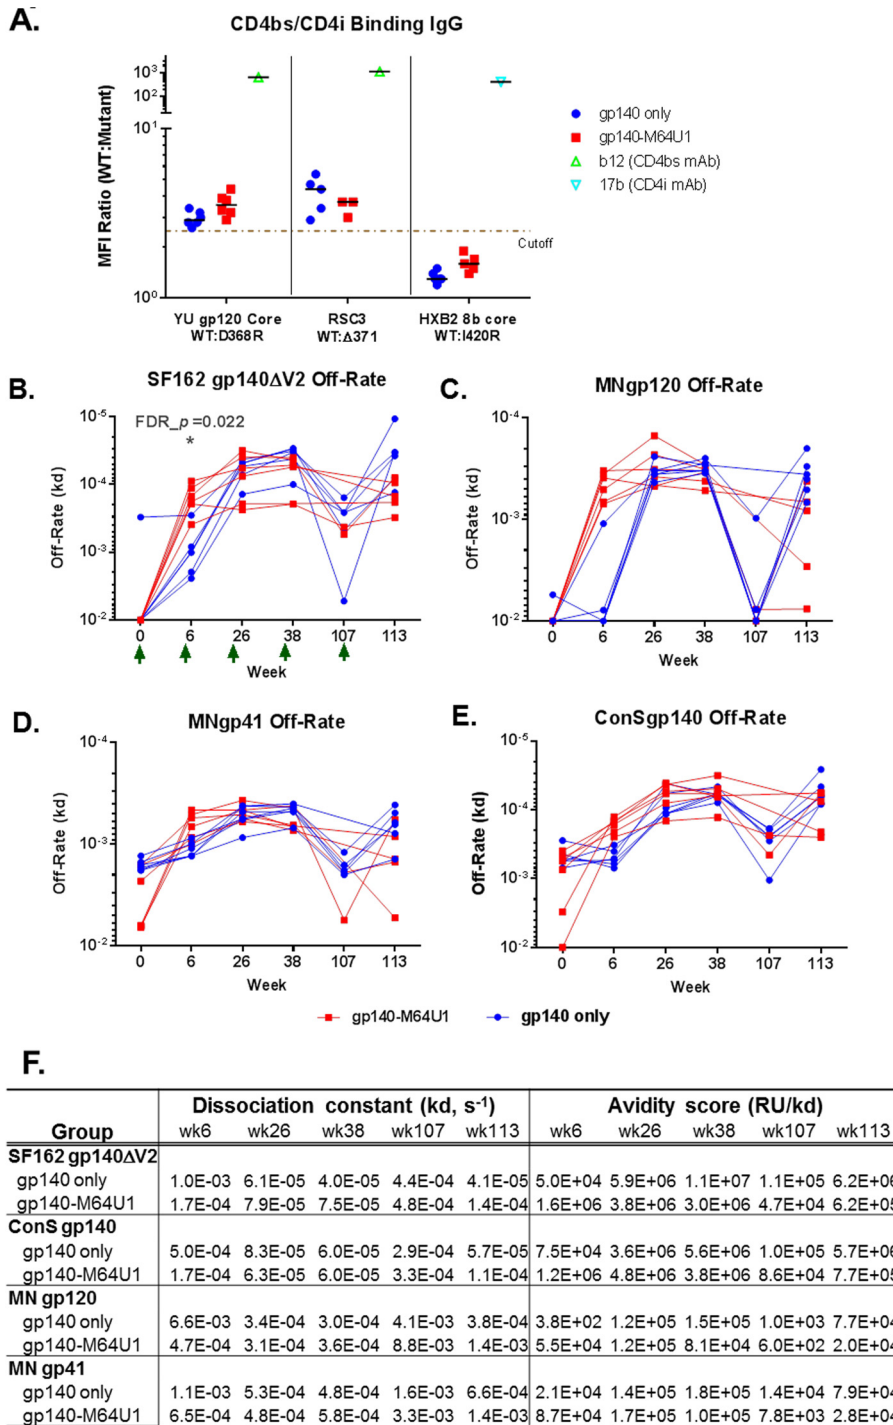 A.
CD4bs/CD4i Binding IgG
MFI Ratio (WT:Mutant)
10³
10²
10¹
10⁰
gp140 only
gp140-M64U1
b12 (CD4bs mAb)
17b (CD4i mAb)
Cutoff
YU gp120 Core
WT:D368R
RSC3
WT:Δ371
HXB2 8b core
WT:I420R
B.
SF162 gp140ΔV2 Off-Rate
FDR_p =0.022
*
Off-Rate (kd)
10⁻⁵
10⁻⁴
10⁻³
10⁻²
0 6 26 38 107 113
Week
C.
MNgp120 Off-Rate
Off-Rate (kd)
10⁻⁴
10⁻³
10⁻²
0 6 26 38 107 113
Week
D.
MNgp41 Off-Rate
Off-Rate (kd)
10⁻⁴
10⁻³
10⁻²
0 6 26 38 107 113
Week
E.
ConSgp140 Off-Rate
Off-Rate (kd)
10⁻⁵
10⁻⁴
10⁻³
10⁻²
0 6 26 38 107 113
Week
gp140-M64U1 gp140 only
F.
Dissociation constant (kd, s⁻¹) Avidity score (RU/kd)
Group wk6 wk26 wk38 wk107 wk113 wk6 wk26 wk38 wk107 wk113
SF162 gp140ΔV2
gp140 only 1.0E-03 6.1E-05 4.0E-05 4.4E-04 4.1E-05 5.0E+04 5.9E+06 1.1E+07 1.1E+05 6.2E+06
gp140-M64U1 1.7E-04 7.9E-05 7.5E-05 4.8E-04 1.4E-04 1.6E+06 3.8E+06 3.0E+06 4.7E+04 6.2E+05
ConS gp140
gp140 only 5.0E-04 8.3E-05 6.0E-05 2.9E-04 5.7E-05 7.5E+04 3.6E+06 5.6E+06 1.0E+05 5.7E+06
gp140-M64U1 1.7E-04 6.3E-05 6.0E-05 3.3E-04 1.1E-04 1.2E+06 4.8E+06 3.8E+06 8.6E+04 7.7E+05
MN gp120
gp140 only 6.6E-03 3.4E-04 3.0E-04 4.1E-03 3.8E-04 3.8E+02 1.2E+05 1.5E+05 1.0E+03 7.7E+04
gp140-M64U1 4.7E-04 3.1E-04 3.6E-04 8.8E-03 1.4E-03 5.5E+04 1.2E+05 8.1E+04 6.0E+02 2.0E+04
MN gp41
gp140 only 1.1E-03 5.3E-04 4.8E-04 1.6E-03 6.6E-04 2.1E+04 1.4E+05 1.8E+05 1.4E+04 7.9E+04
gp140-M64U1 6.5E-04 4.8E-04 5.8E-04 3.3E-03 1.4E-03 8.7E+04 1.7E+05 1.0E+05 7.8E+03